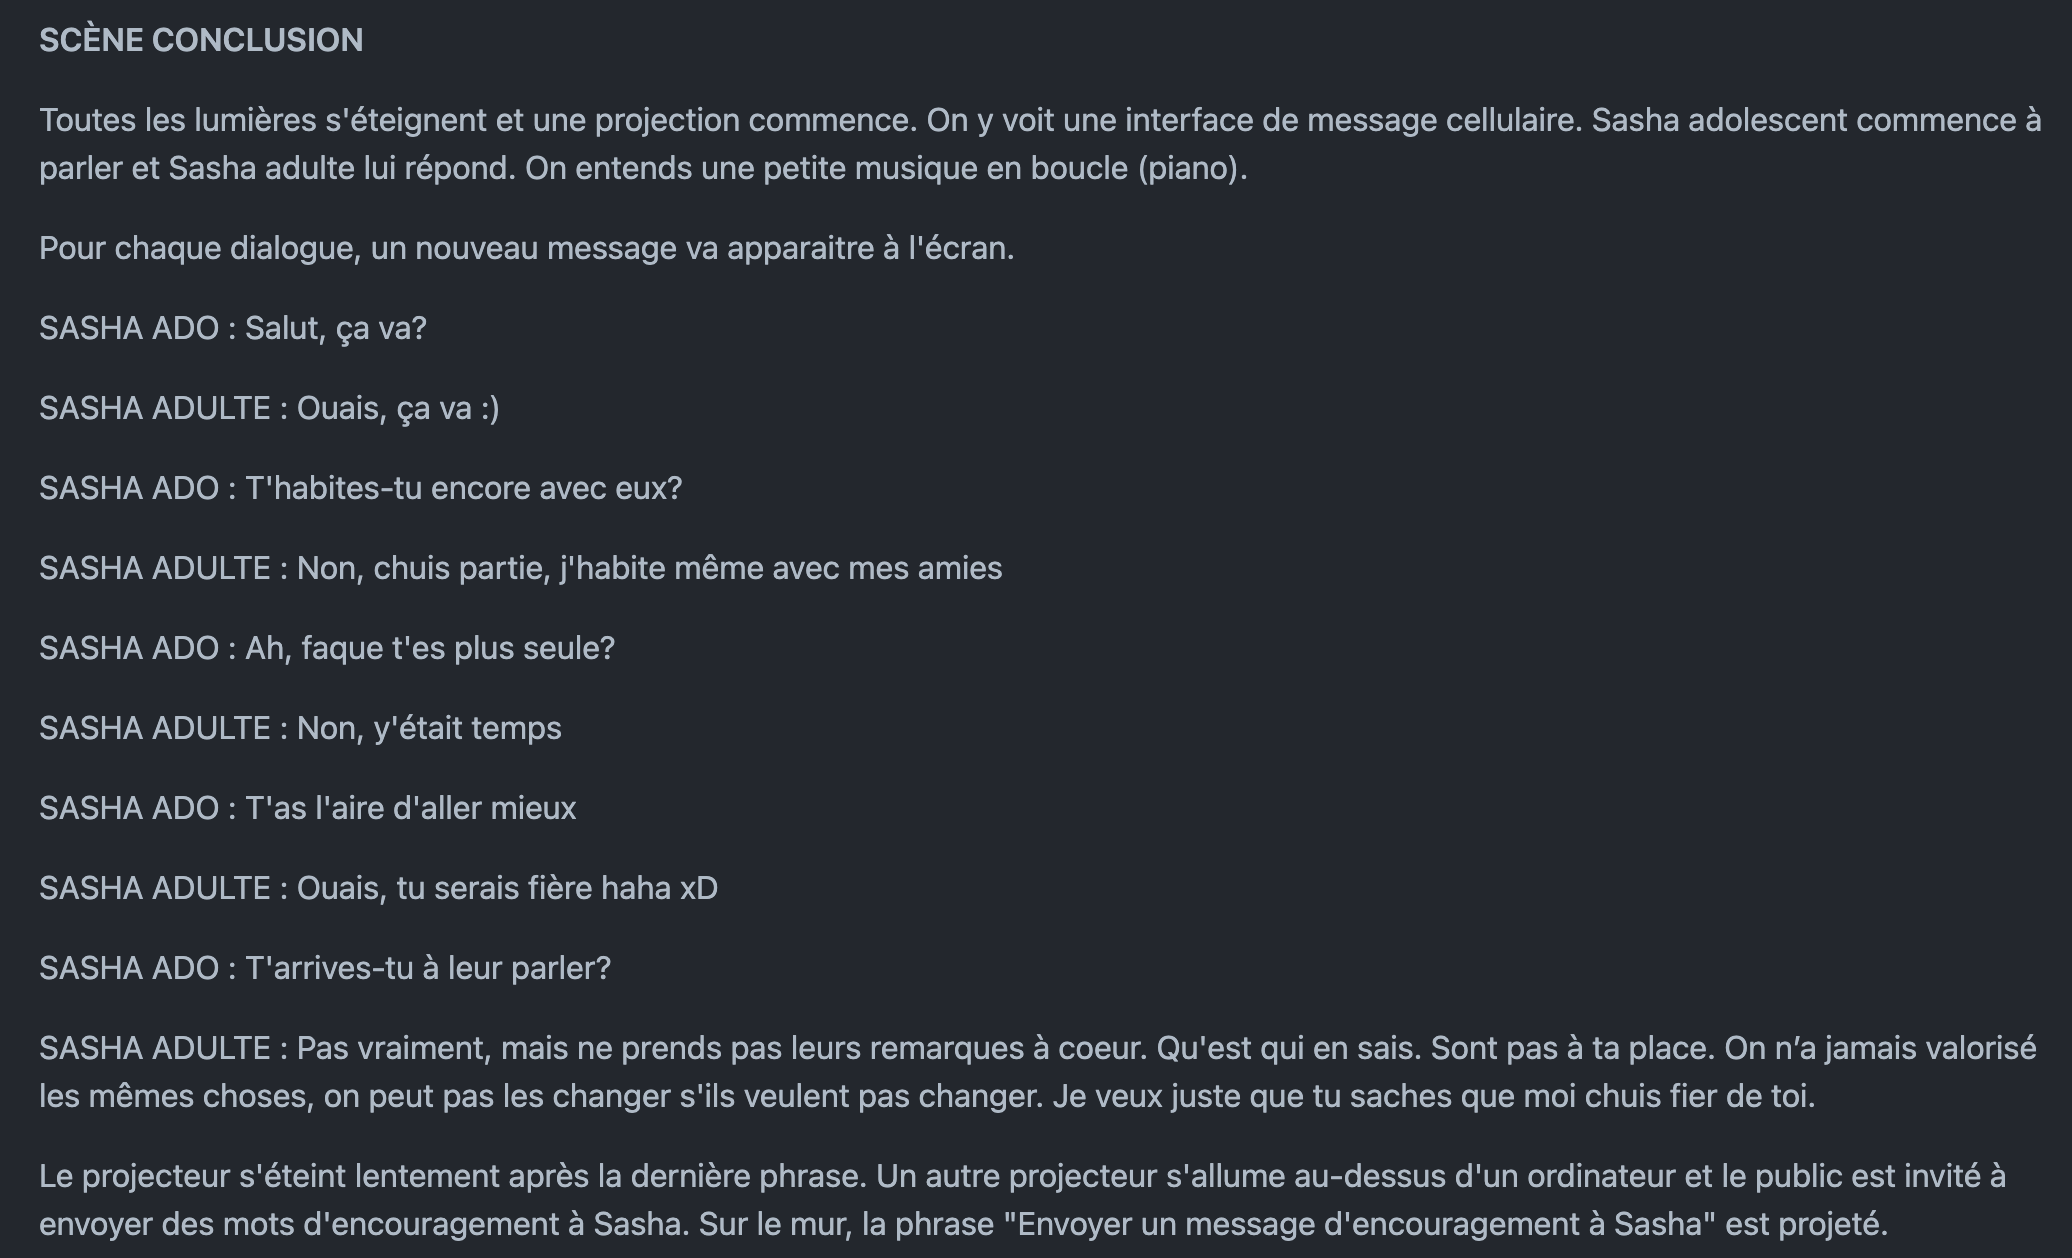 SCÈNE CONCLUSION
Toutes les lumières s'éteignent et une projection commence. On y voit une interface de message cellulaire. Sasha adolescent commence à
parler et Sasha adulte lui répond. On entends une petite musique en boucle (piano).
Pour chaque dialogue, un nouveau message va apparaitre à l'écran.
SASHA ADO : Salut, ça va?
SASHA ADULTE : Ouais, ça va :)
SASHA ADO : T'habites-tu encore avec eux?
SASHA ADULTE : Non, chuis partie, j'habite même avec mes amies
SASHA ADO : Ah, faque t'es plus seule?
SASHA ADULTE : Non, y'était temps
SASHA ADO : T'as l'aire d'aller mieux
SASHA ADULTE : Ouais, tu serais fière haha xD
SASHA ADO : T'arrives-tu à leur parler?
SASHA ADULTE : Pas vraiment, mais ne prends pas leurs remarques à coeur. Qu'est qui en sais. Sont pas à ta place. On n’a jamais valorisé
les mêmes choses, on peut pas les changer s'ils veulent pas changer. Je veux juste que tu saches que moi chuis fier de toi.
Le projecteur s'éteint lentement après la dernière phrase. Un autre projecteur s'allume au-dessus d'un ordinateur et le public est invité à
envoyer des mots d'encouragement à Sasha. Sur le mur, la phrase "Envoyer un message d'encouragement à Sasha" est projeté.